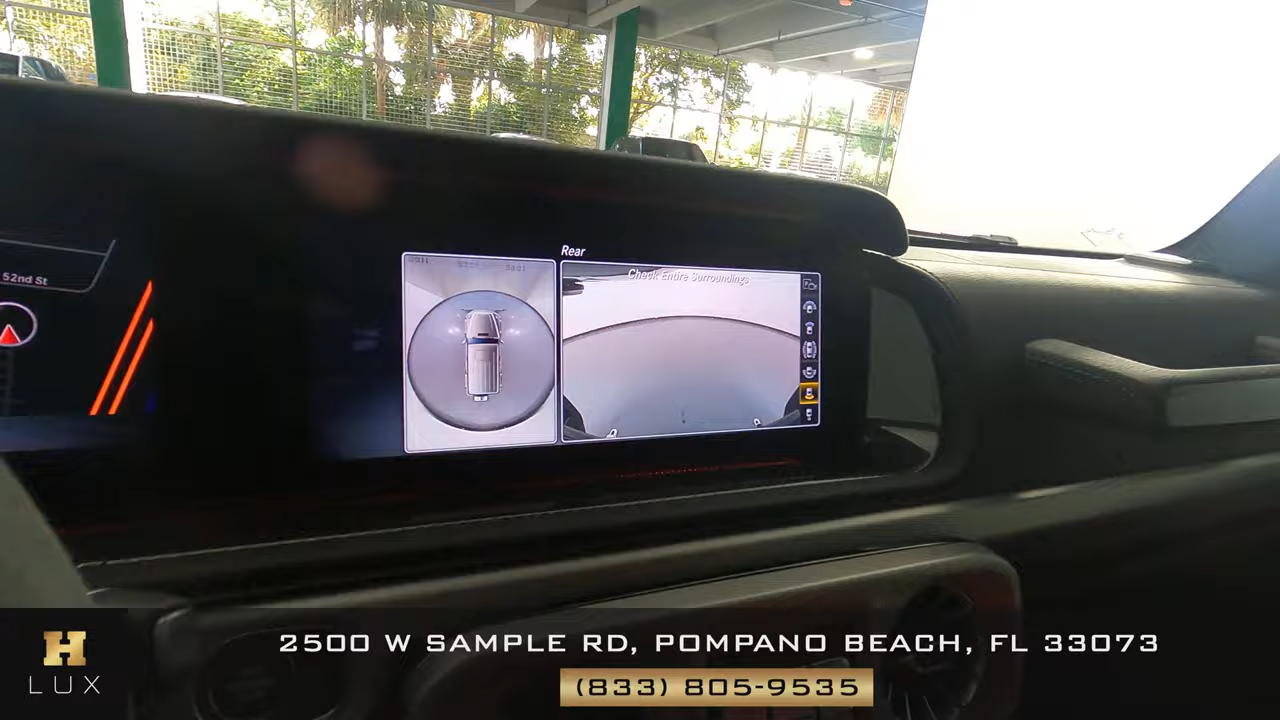 Rear
Check Entire Surroundings
52nd St
H
LUX
2500 W SAMPLE RD, POMPANO BEACH, FL 33073
(833) 805-9535